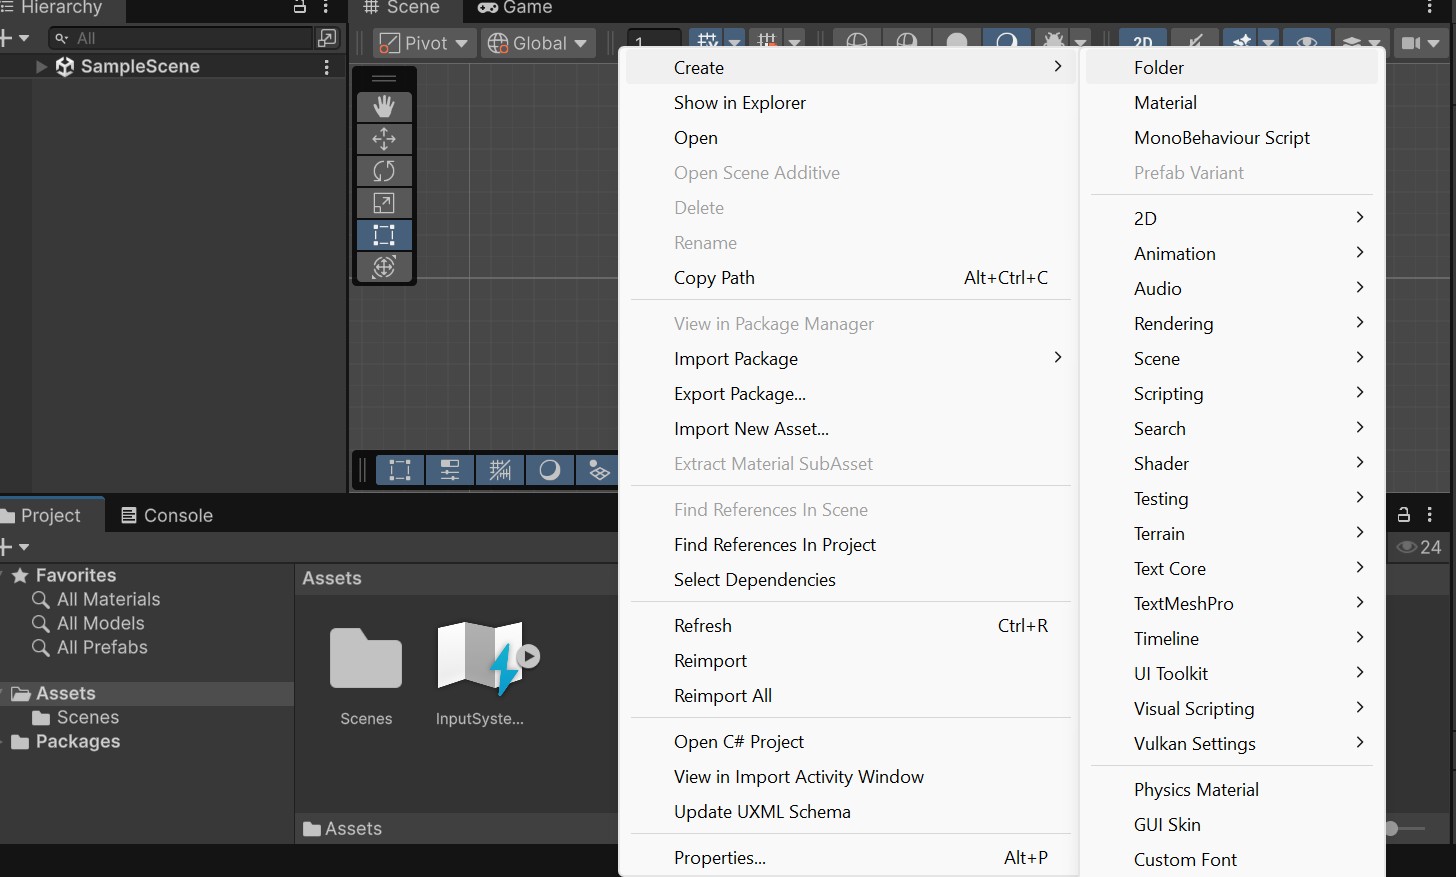 Hierarchy
Scene
Game
All
Pivot
Global
1
2D
SampleScene
Create
Show in Explorer
Open
Open Scene Additive
Delete
Rename
Copy Path Alt+Ctrl+C
View in Package Manager
Import Package
Export Package...
Import New Asset...
Extract Material SubAsset
Find References In Scene
Find References In Project
Select Dependencies
Refresh Ctrl+R
Reimport
Reimport All
Open C# Project
View in Import Activity Window
Update UXML Schema
Properties... Alt+P
Folder
Material
MonoBehaviour Script
Prefab Variant
2D
Animation
Audio
Rendering
Scene
Scripting
Search
Shader
Testing
Terrain
Text Core
TextMeshPro
Timeline
UI Toolkit
Visual Scripting
Vulkan Settings
Physics Material
GUI Skin
Custom Font
Project
Console
24
Favorites
All Materials
All Models
All Prefabs
Assets
Scenes
Packages
Assets
Scenes
InputSyste...
Assets